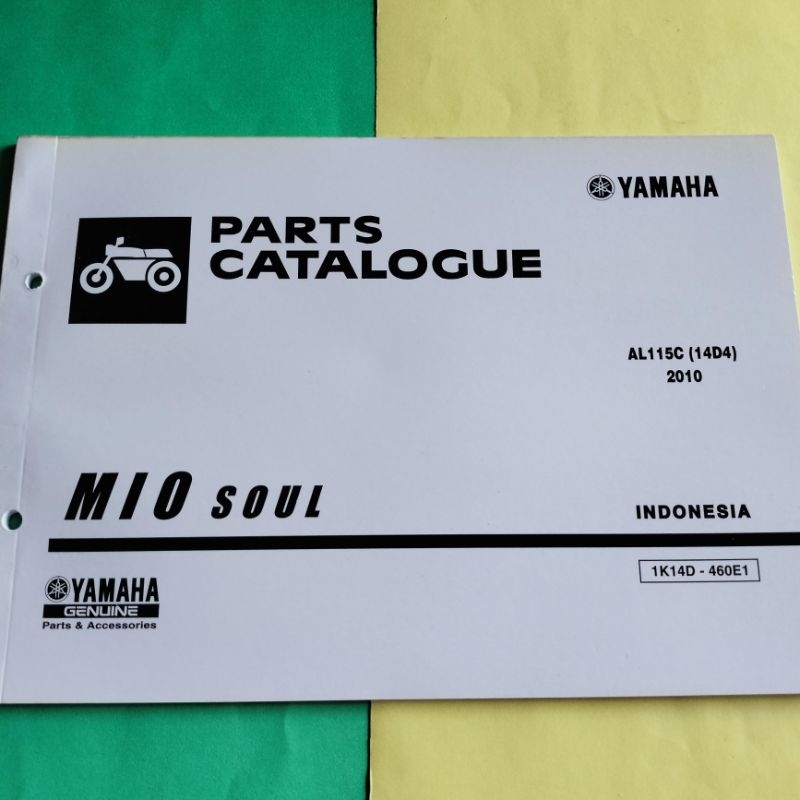 YAMAHA
PARTS
CATALOGUE
AL115C (14D4)
2010
MIO SOUL
INDONESIA
1K14D - 460E1
YAMAHA
GENUINE
Parts & Accessories